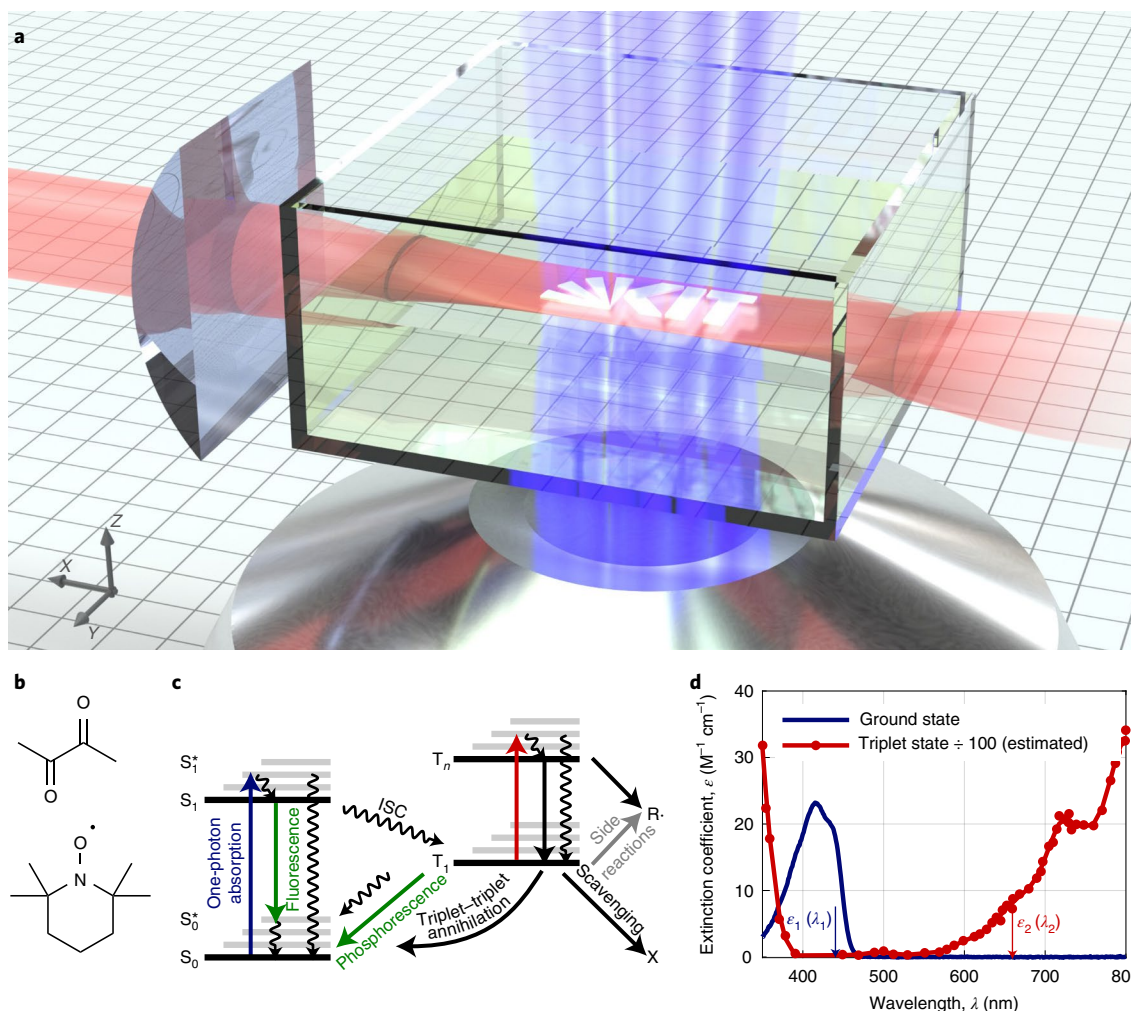 a
KIT
Z
X
Y
b
O
O
O
N
c
S₁*
S₁
S₀*
S₀
One-photon
absorption
Fluorescence
ISC
Phosphorescence
Triplet–triplet
annihilation
Tₙ
T₁
R·
Side
reactions
Scavenging
X
d
Ground state
Triplet state ÷ 100 (estimated)
Extinction coefficient, ε (M⁻¹ cm⁻¹)
40
30
20
10
0
ε₁ (λ₁)
ε₂ (λ₂)
400
500
600
700
80
Wavelength, λ (nm)